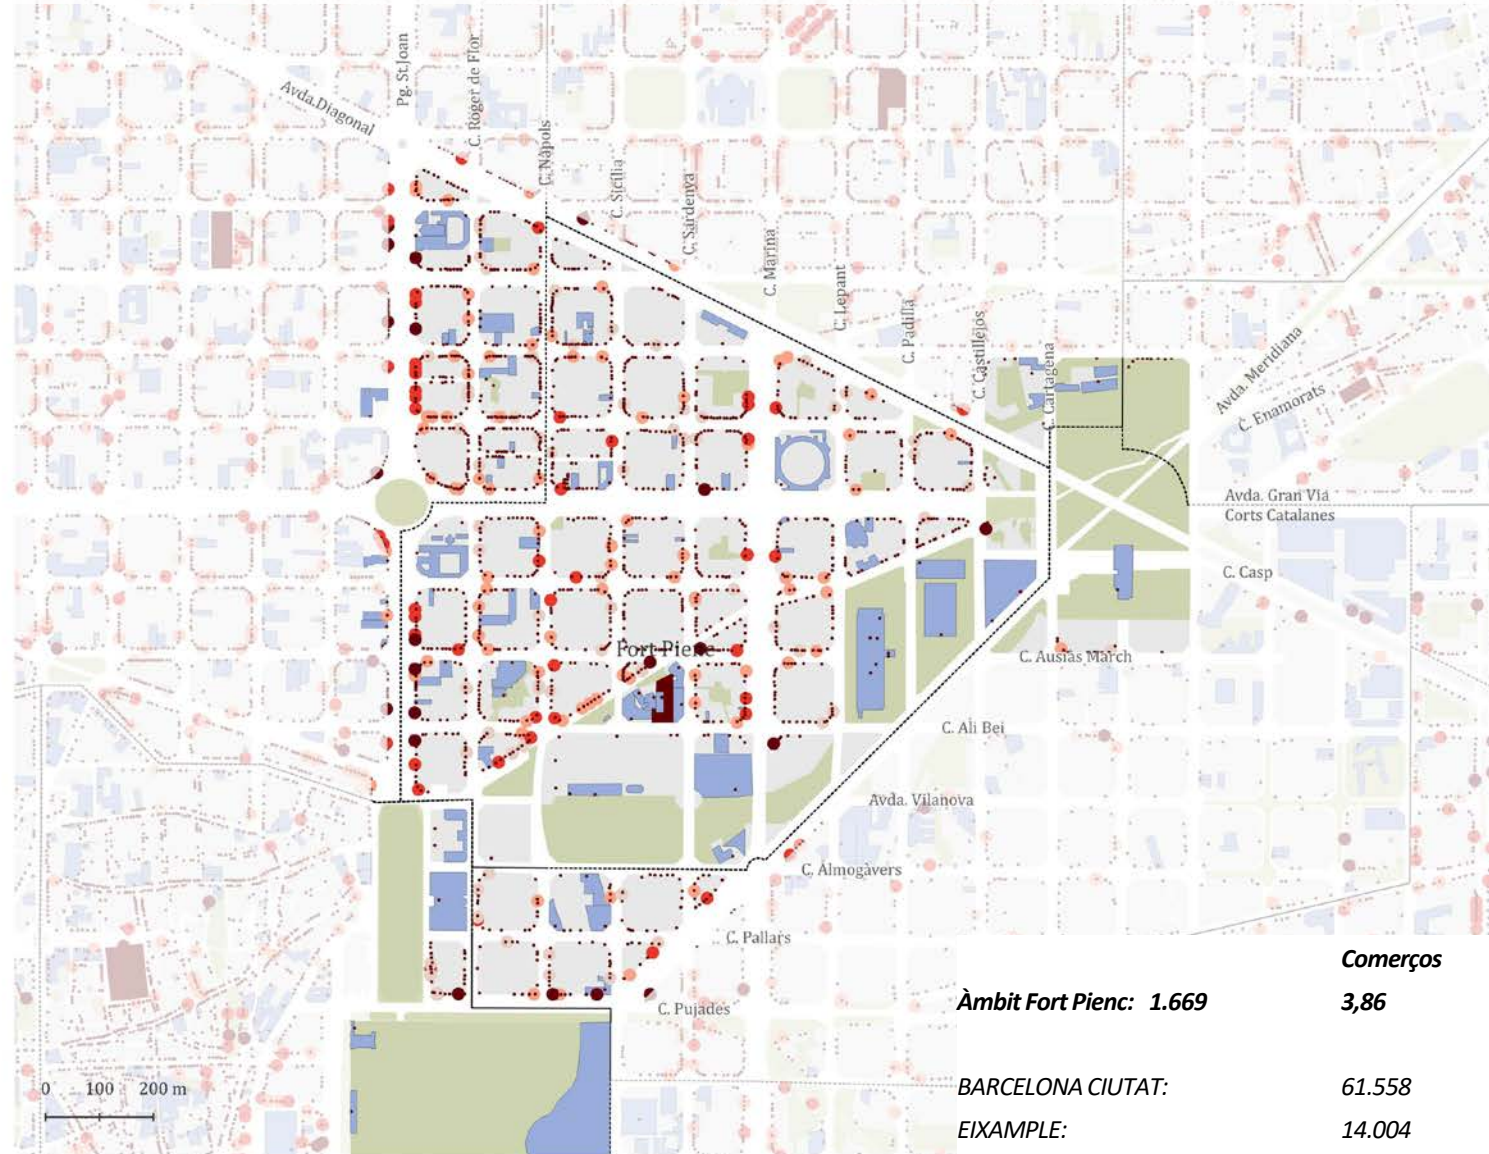 Pg. St.Joan
C. Roger de Flor
Avda.Diagonal
C. Nàpols
C. Sicília
C. Sardenya
C. Marina
C. Lepant
C. Padilla
C. Castillejos
C. Cartagena
Avda. Meridiana
C. Enamorats
Avda. Gran Via
Corts Catalanes
C. Casp
Fort Pienc
C. Ausiàs March
C. Ali Bei
Avda. Vilanova
C. Almogàvers
C. Pallars
C. Pujades
0 100 200 m
Comerços
Àmbit Fort Pienc: 1.669 3,86
BARCELONA CIUTAT: 61.558
EIXAMPLE: 14.004